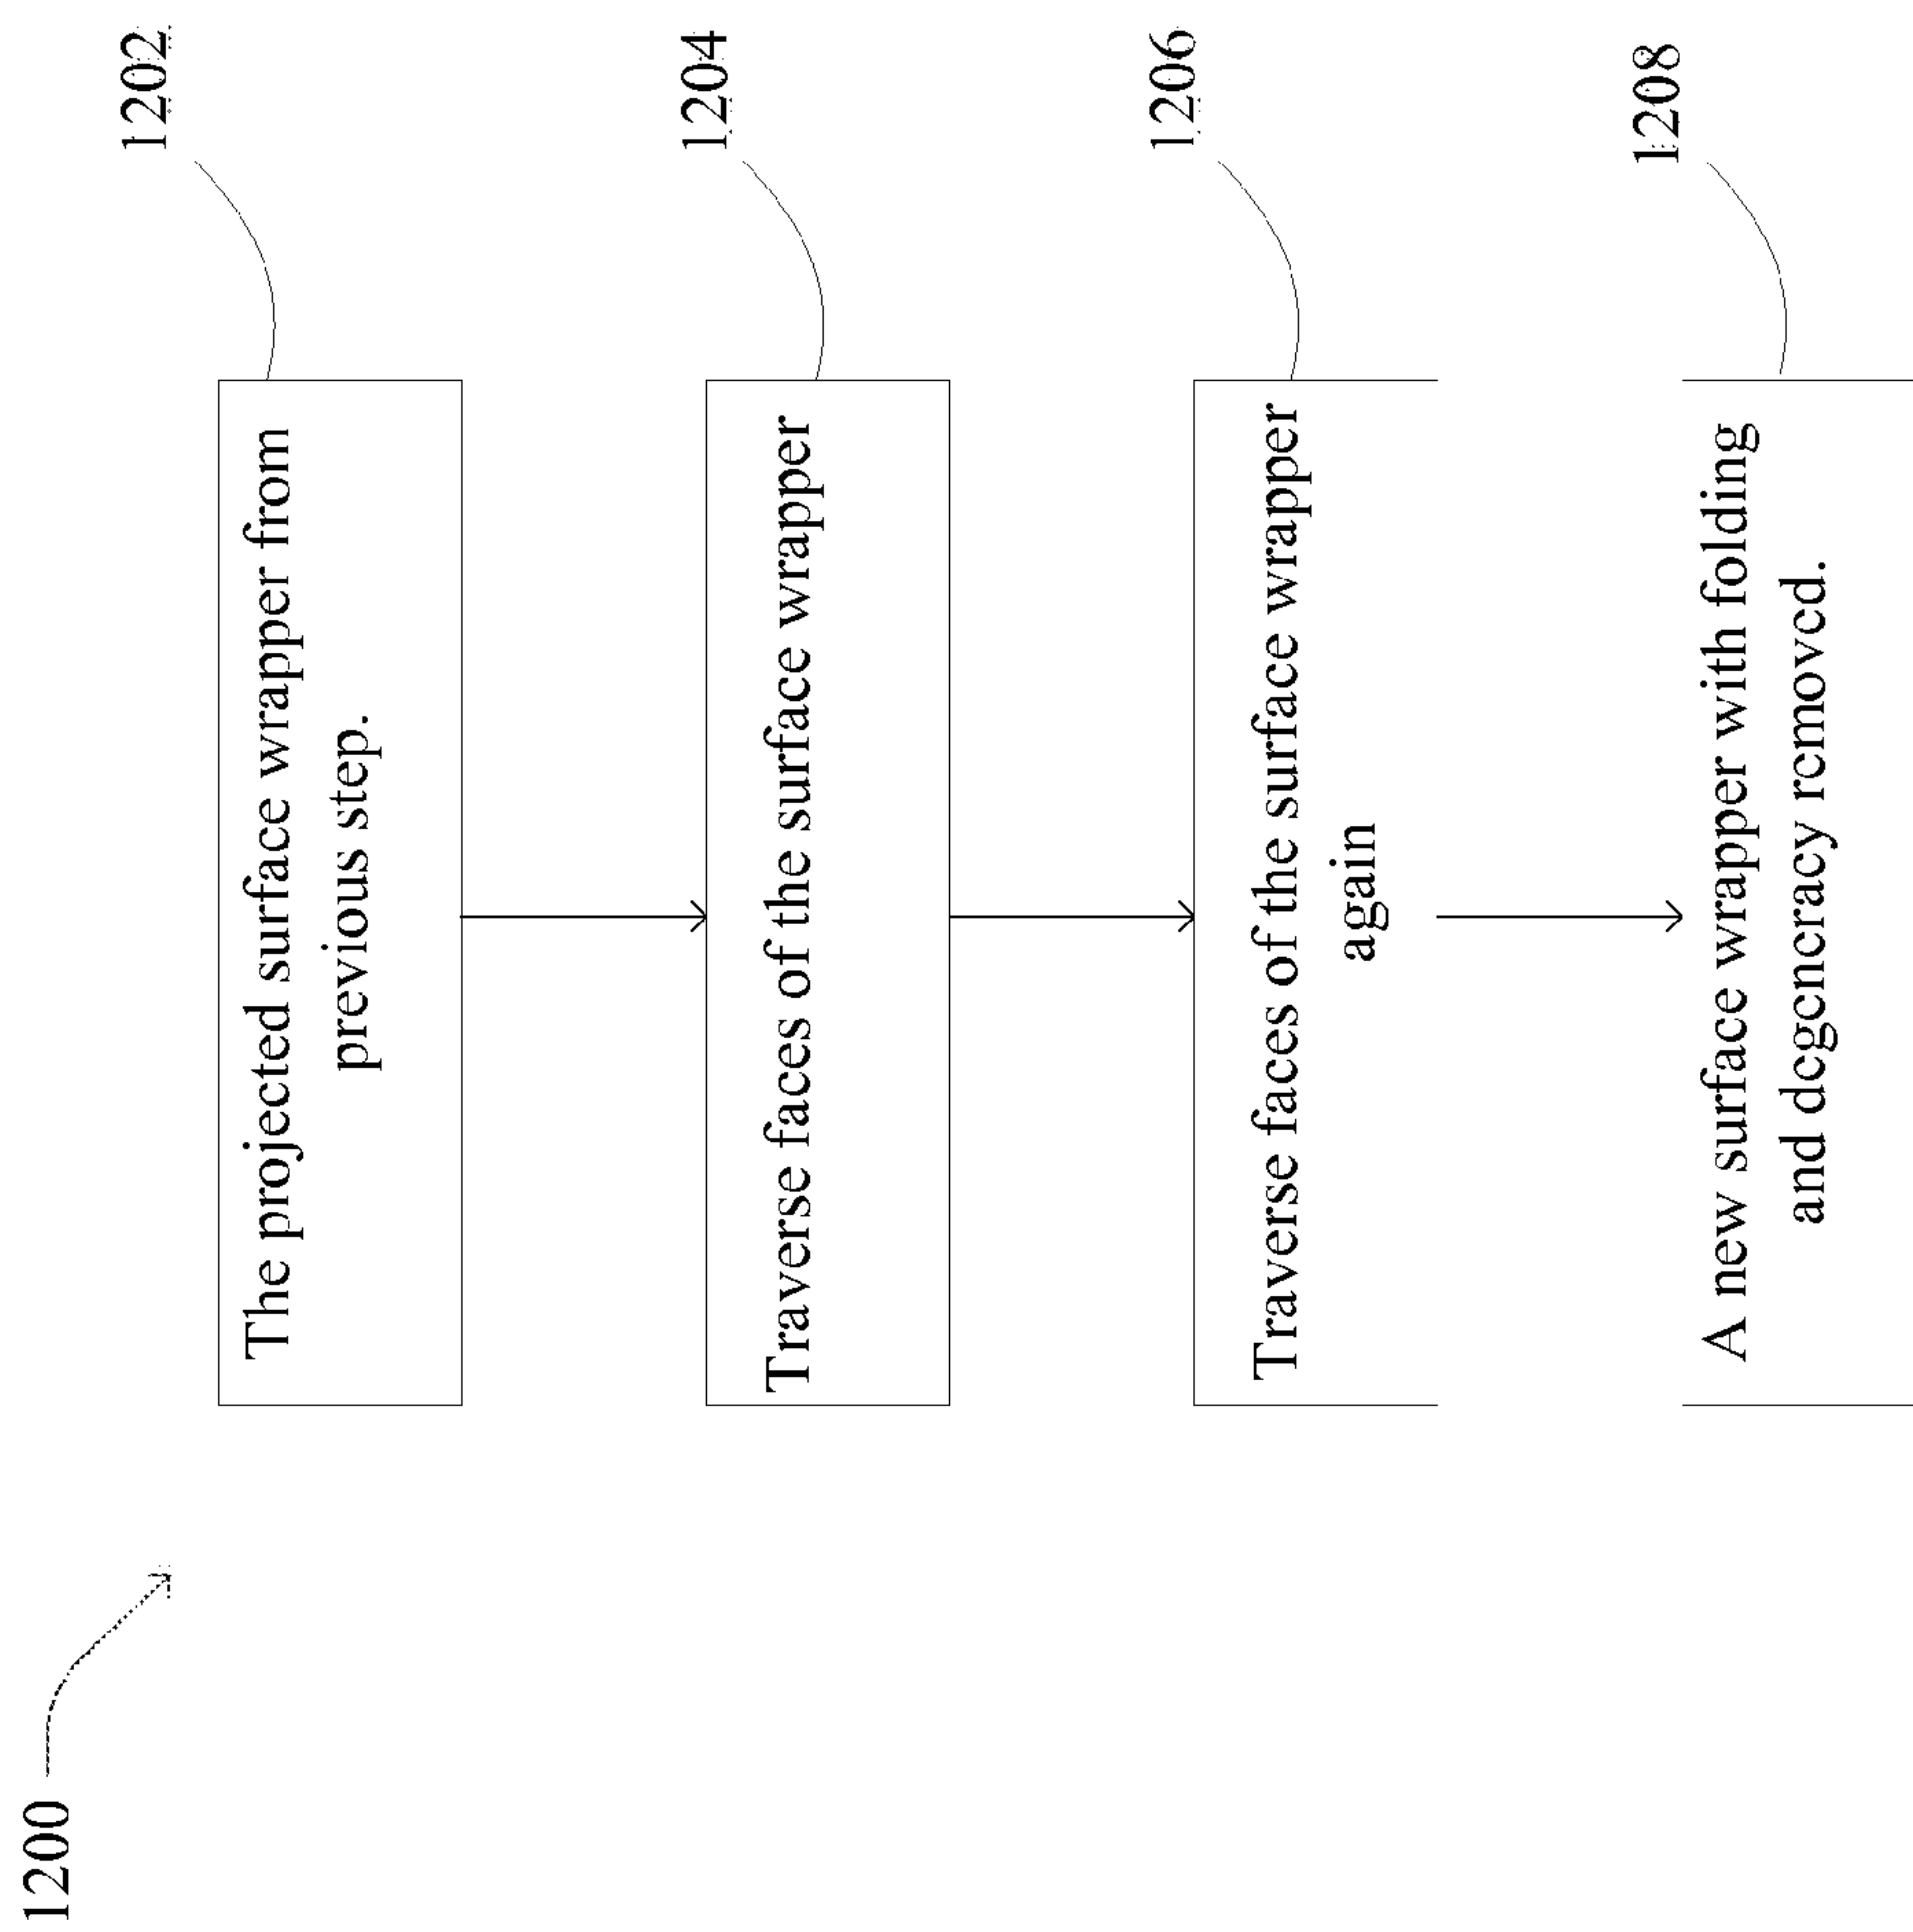 1200
1202
The projected surface wrapper from
previous step.
1204
Traverse faces of the surface wrapper
1206
Traverse faces of the surface wrapper
again
1208
A new surface wrapper with folding
and degeneracy removed.